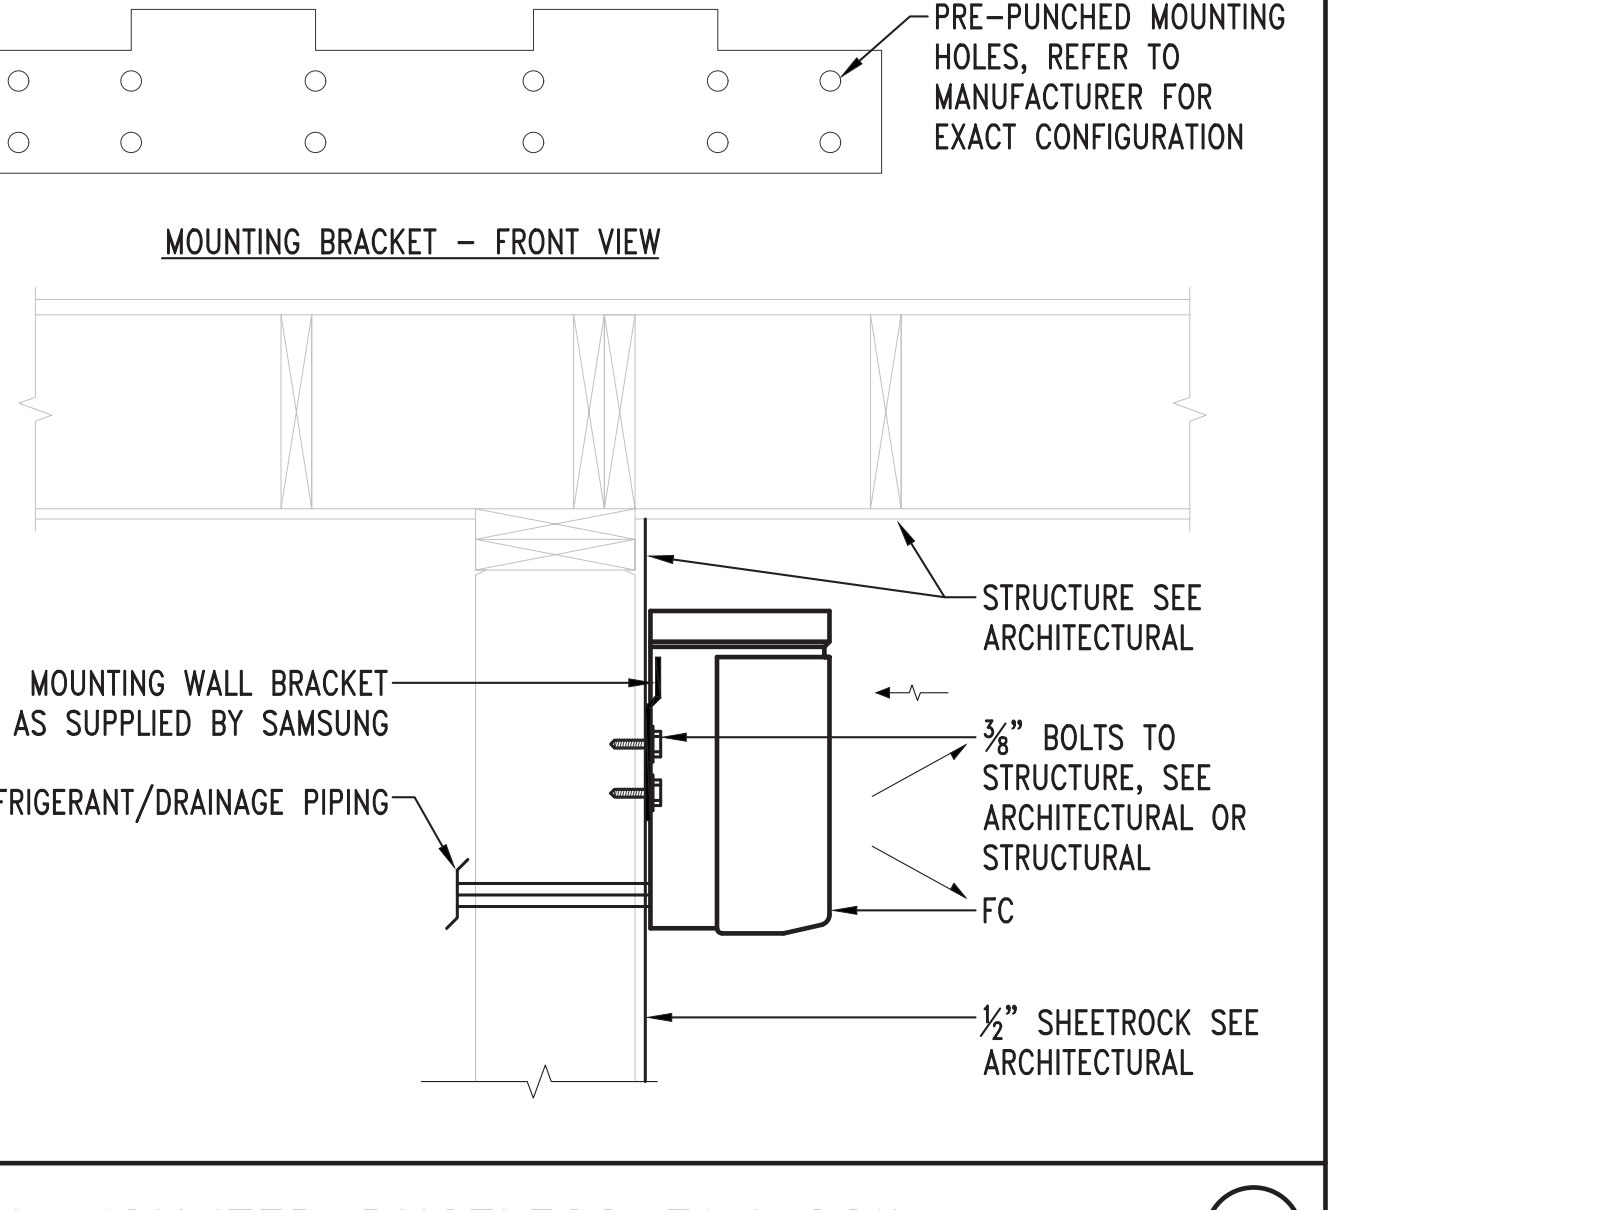 PRE-PUNCHED MOUNTING
HOLES, REFER TO
MANUFACTURER FOR
EXACT CONFIGURATION
MOUNTING BRACKET - FRONT VIEW
STRUCTURE SEE
ARCHITECTURAL
MOUNTING WALL BRACKET
AS SUPPLIED BY SAMSUNG
⅜" BOLTS TO
STRUCTURE, SEE
ARCHITECTURAL OR
STRUCTURAL
FRIGERANT/DRAINAGE PIPING
FC
½" SHEETROCK SEE
ARCHITECTURAL